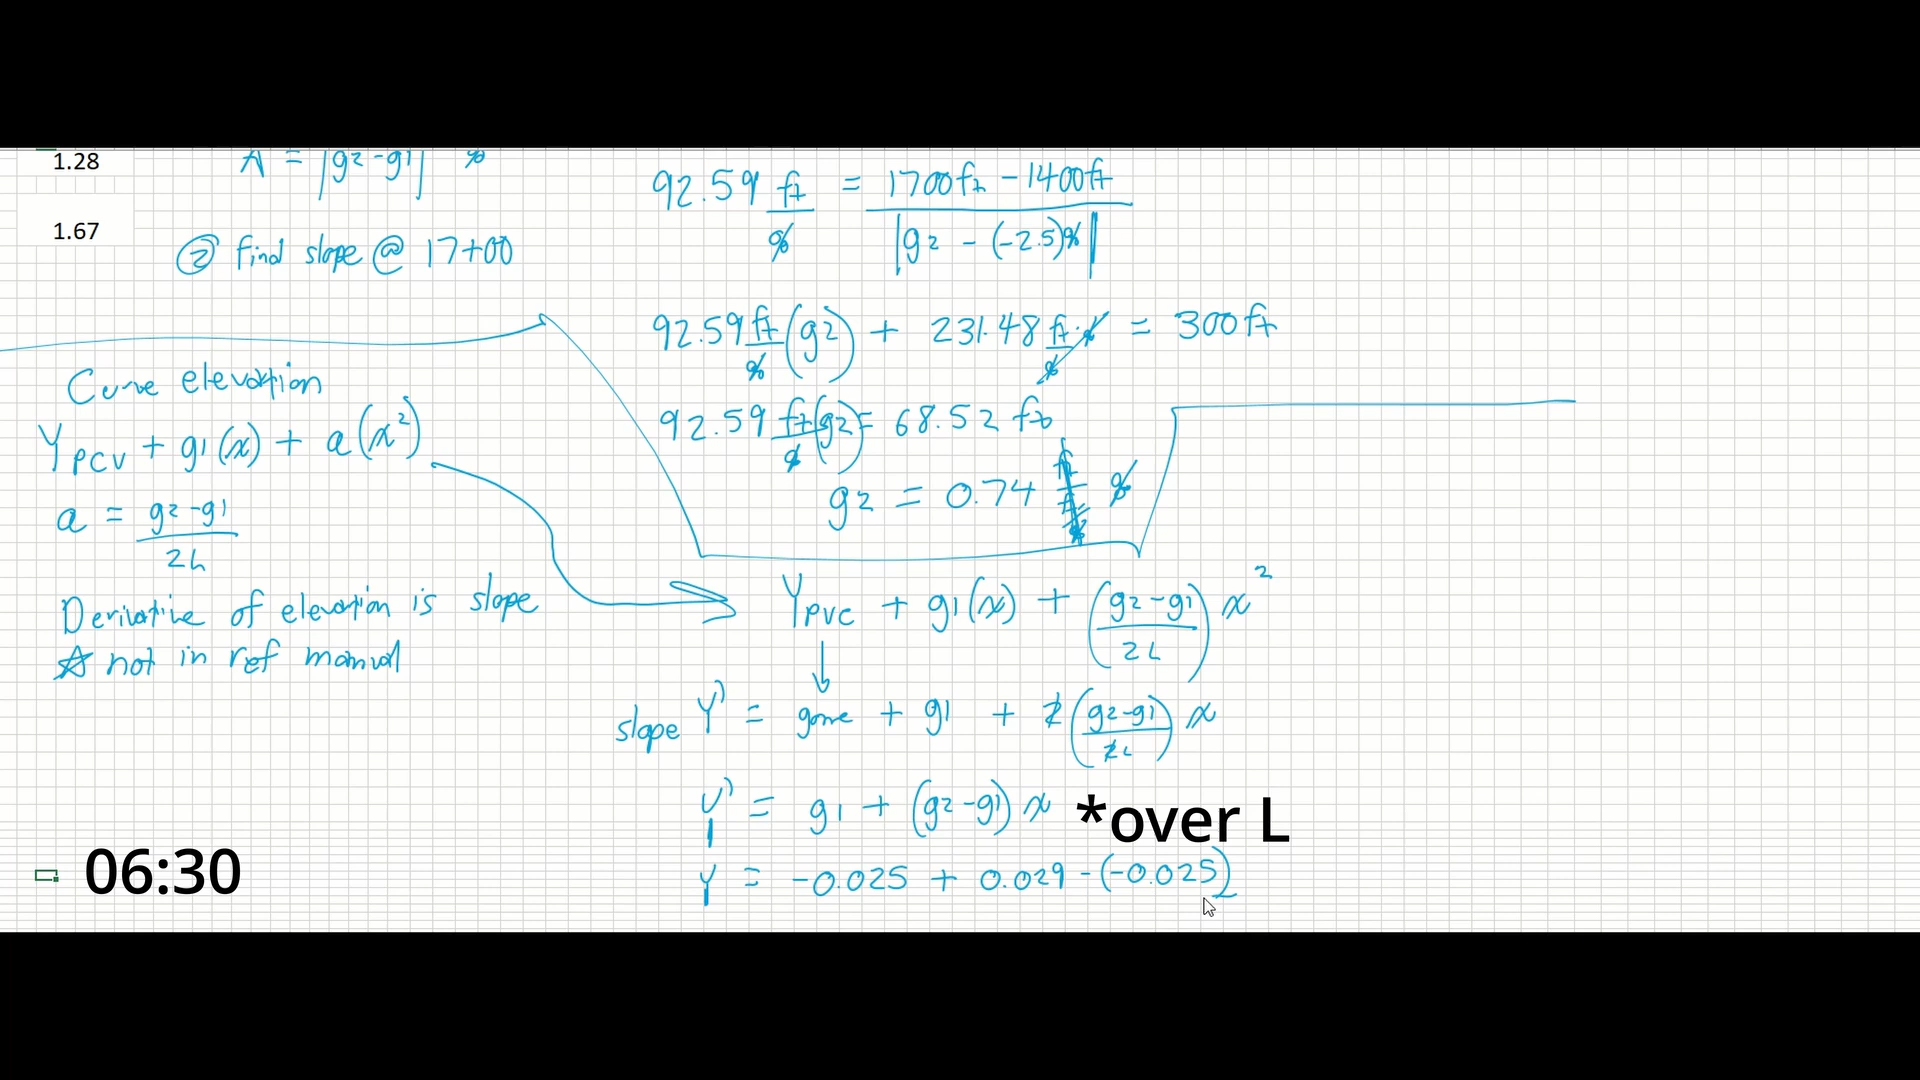 1.28
A = |g2 - g1| %
1.67
② find slope @ 17+00
Curve elevation
YPCV + g1(x) + a(x²)
a = g2 - g1 / 2L
Derivative of elevation is slope
☆ not in ref manual
92.59 ft/% = 1700ft - 1400ft / |g2 - (-2.5)%|
92.59 ft/% (g2) + 231.48 ft/% · % = 300 ft
92.59 ft/% (g2) = 68.52 ft
g2 = 0.74 %
YPVC + g1(x) + (g2 - g1 / 2L) x²
slope Y' = gone + g1 + 2(g2 - g1 / 2L) x
Y' = g1 + (g2 - g1) x *over L
Y' = -0.025 + 0.029 - (-0.025)
06:30